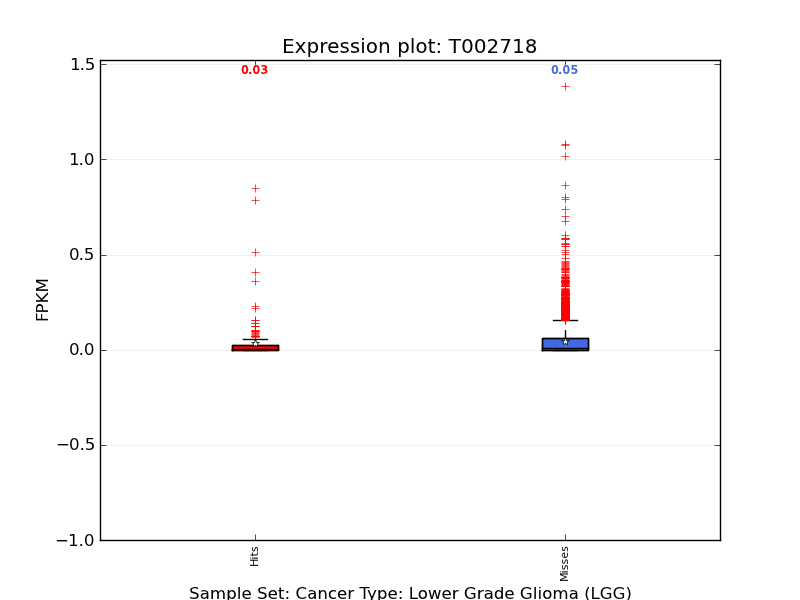 Expression plot: T002718
1.5
0.03
0.05
1.0
0.5
FPKM
0.0
−0.5
−1.0
Hits
Misses
Sample Set: Cancer Type: Lower Grade Glioma (LGG)